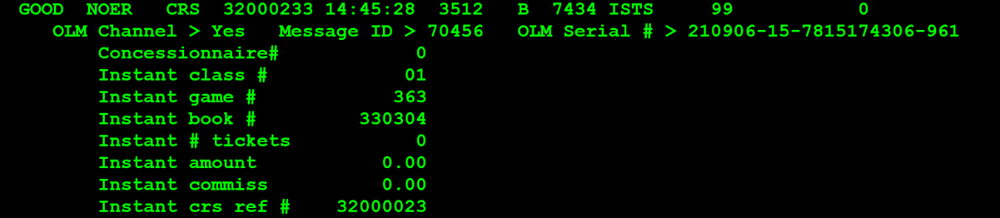 GOOD NOER CRS 32000233 14:45:28 3512 B 7434 ISTS 99 0
OLM Channel > Yes Message ID > 70456 OLM Serial # > 210906-15-7815174306-961
Concessionnaire# 0
Instant class # 01
Instant game # 363
Instant book # 330304
Instant # tickets 0
Instant amount 0.00
Instant commiss 0.00
Instant crs ref # 32000023